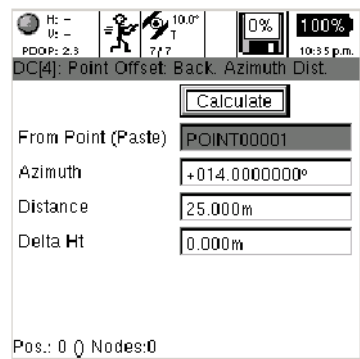 H: -
V: -
PDOP: 2.3
10.0°
T
7/7
0%
100%
10:35 p.m.
DC[4]: Point Offset: Back. Azimuth Dist.
Calculate
From Point (Paste) POINT00001
Azimuth +014.0000000º
Distance 25.000m
Delta Ht 0.000m
Pos.: 0 () Nodes:0